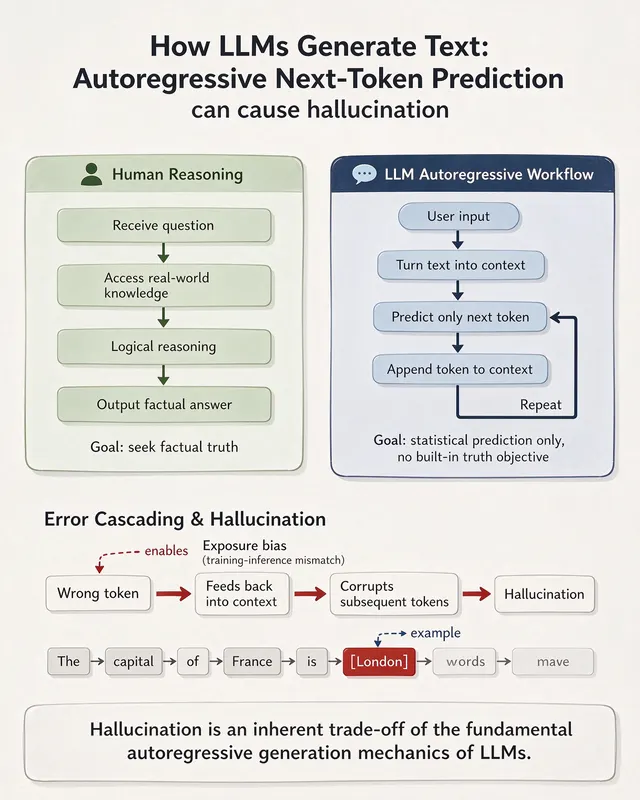 How LLMs Generate Text:
Autoregressive Next-Token Prediction
can cause hallucination
Human Reasoning
Receive question
Access real-world
knowledge
Logical reasoning
Output factual answer
Goal: seek factual truth
LLM Autoregressive Workflow
User input
Turn text into context
Predict only next token
Append token to context
Repeat
Goal: statistical prediction only,
no built-in truth objective
Error Cascading & Hallucination
enables
Exposure bias
(training-inference mismatch)
Wrong token
Feeds back
into context
Corrupts
subsequent tokens
Hallucination
example
The capital of France is [London] words mave
Hallucination is an inherent trade-off of the fundamental
autoregressive generation mechanics of LLMs.